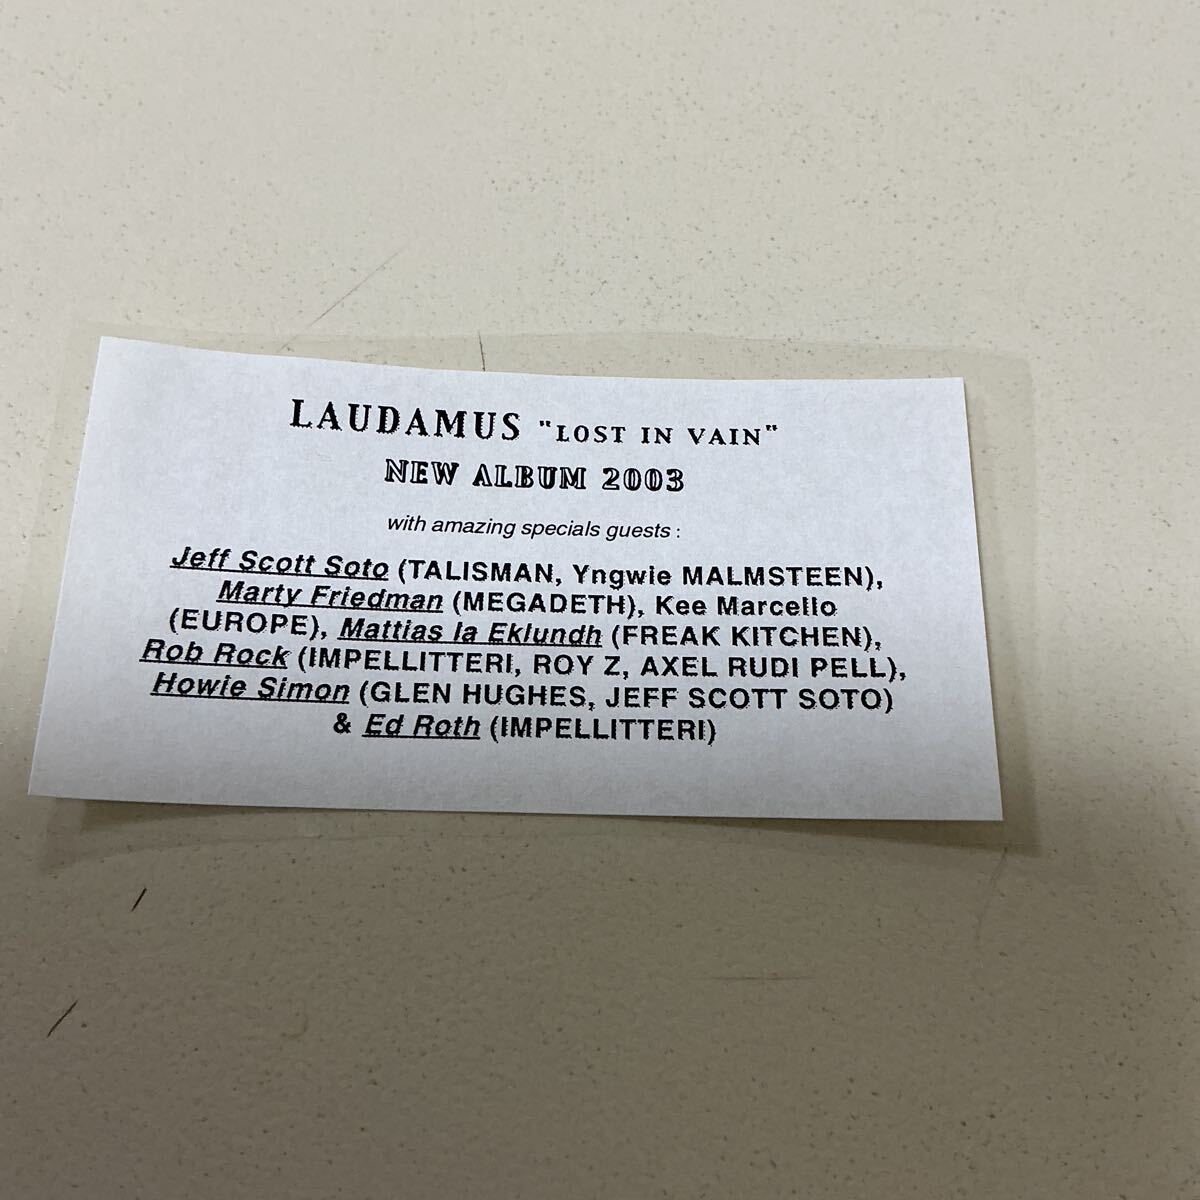 LAUDAMUS "LOST IN VAIN"
NEW ALBUM 2003
with amazing specials guests :
Jeff Scott Soto (TALISMAN, Yngwie MALMSTEEN),
Marty Friedman (MEGADETH), Kee Marcello
(EUROPE), Mattias Ia Eklundh (FREAK KITCHEN),
Rob Rock (IMPELLITTERI, ROY Z, AXEL RUDI PELL),
Howie Simon (GLEN HUGHES, JEFF SCOTT SOTO)
& Ed Roth (IMPELLITTERI)